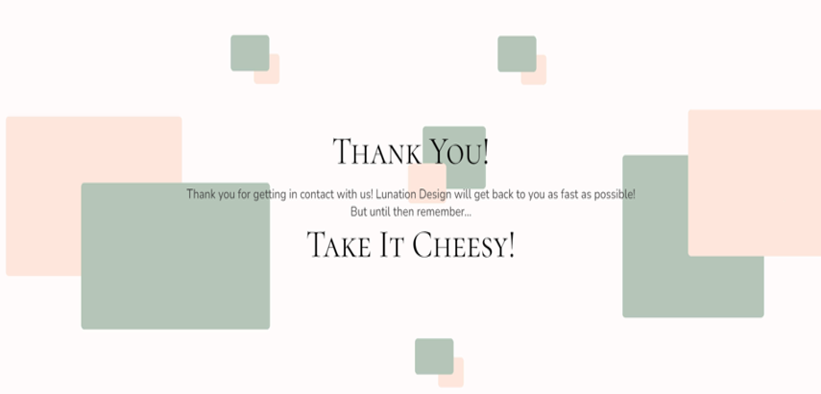 Thank You!
Thank you for getting in contact with us! Lunation Design will get back to you as fast as possible!
But until then remember...
Take It Cheesy!